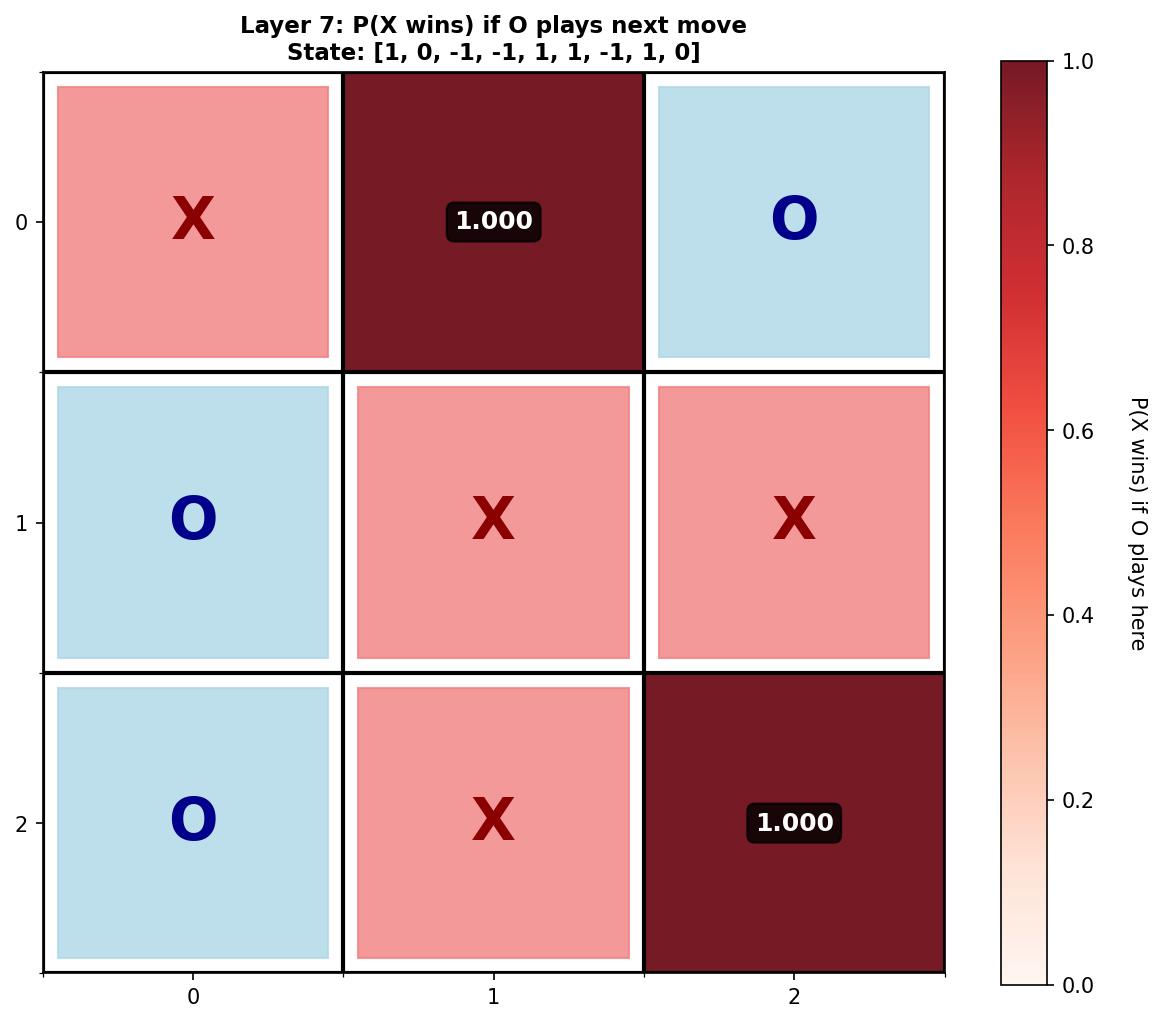 Layer 7: P(X wins) if O plays next move
State: [1, 0, -1, -1, 1, 1, -1, 1, 0]
0
X
1.000
O
1
O
X
X
2
O
X
1.000
0
1
2
1.0
0.8
0.6
0.4
0.2
0.0
P(X wins) if O plays here